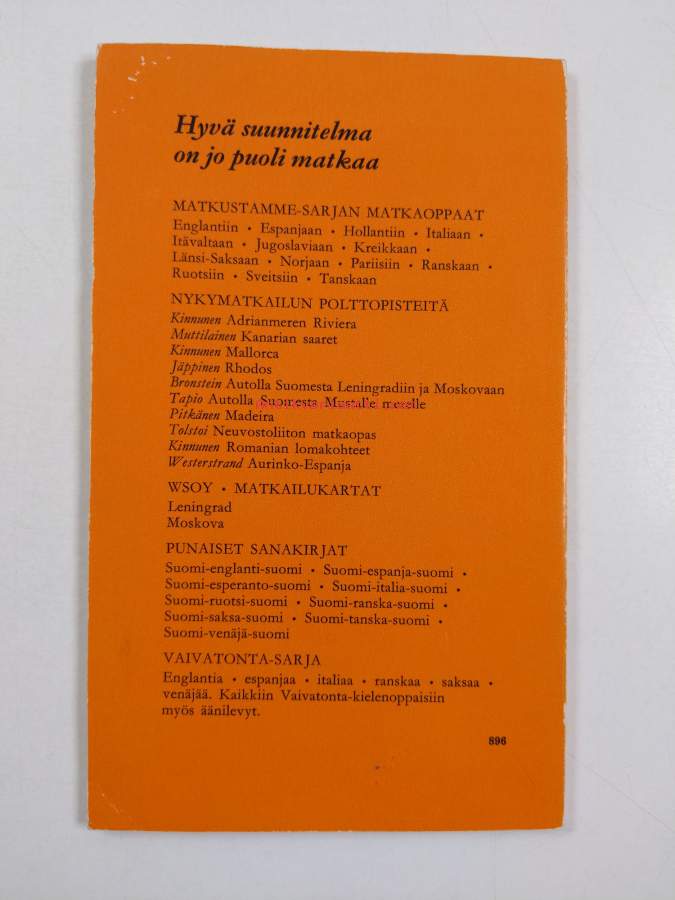 Hyvä suunnitelma
on jo puoli matkaa
MATKUSTAMME-SARJAN MATKAOPPAAT
Englantiin • Espanjaan • Hollantiin • Italiaan •
Itävaltaan • Jugoslaviaan • Kreikkaan •
Länsi-Saksaan • Norjaan • Pariisiin • Ranskaan •
Ruotsiin • Sveitsiin • Tanskaan
NYKYMATKAILUN POLTTOPISTEITÄ
Kinnunen Adrianmeren Riviera
Muttilainen Kanarian saaret
Kinnunen Mallorca
Jäppinen Rhodos
Bronstein Autolla Suomesta Leningradiin ja Moskovaan
Tapio Autolla Suomesta Mustalle merelle
Pitkänen Madeira
Tolstoi Neuvostoliiton matkaopas
Kinnunen Romanian lomakohteet
Westerstrand Aurinko-Espanja
WSOY • MATKAILUKARTAT
Leningrad
Moskova
PUNAISET SANAKIRJAT
Suomi-englanti-suomi • Suomi-espanja-suomi •
Suomi-esperanto-suomi • Suomi-italia-suomi •
Suomi-ruotsi-suomi • Suomi-ranska-suomi •
Suomi-saksa-suomi • Suomi-tanska-suomi •
Suomi-venäjä-suomi
VAIVATONTA-SARJA
Englantia • espanjaa • italiaa • ranskaa • saksaa •
venäjää. Kaikkiin Vaivatonta-kielenoppaisiin
myös äänilevyt.
896